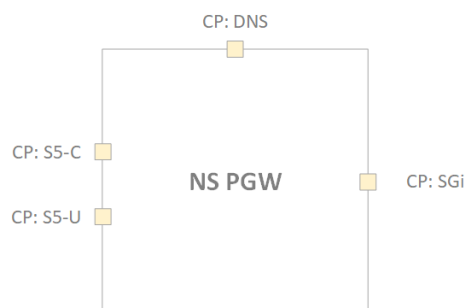 CP: DNS
CP: S5-C
NS PGW
CP: SGi
CP: S5-U